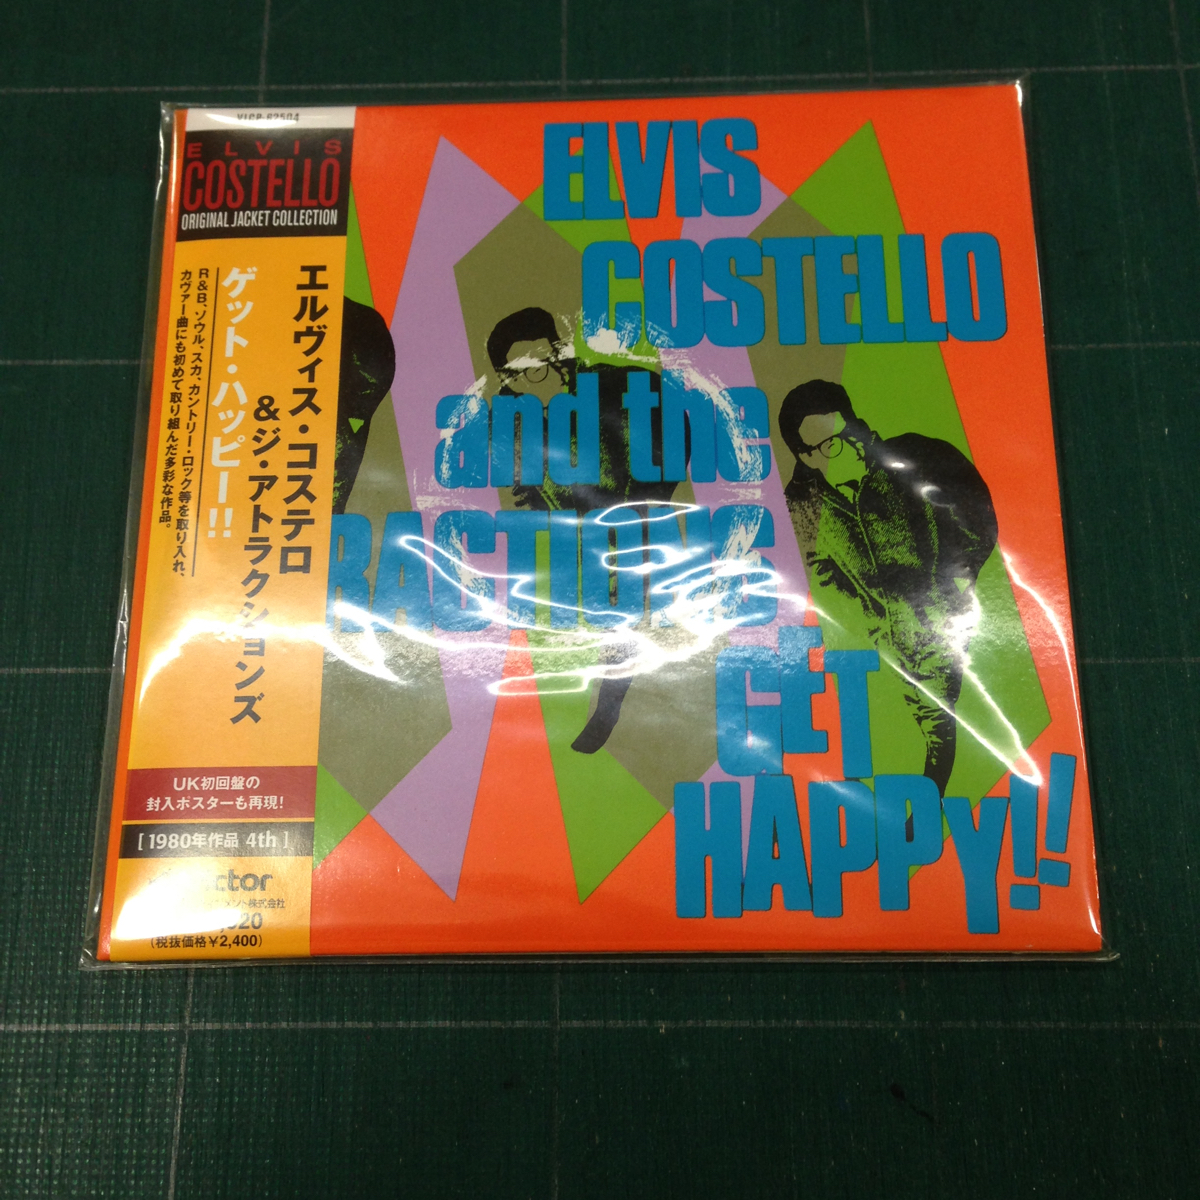 ELVIS
COSTELLO
ORIGINAL JACKET COLLECTION
エルヴィス・コステロ
&ジ・アトラクションズ
ゲット・ハッピー!!
R&B、ソウル、スカ、カントリー・ロック等を取り入れ、
カヴァー曲にも初めて取り組んだ多彩な作品。
UK初回盤の
封入ポスターも再現!
[ 1980年作品 4th ]
(税抜価格¥2,400)
ELVIS
COSTELLO
and the
RACTIONS
GET
HAPPY!!